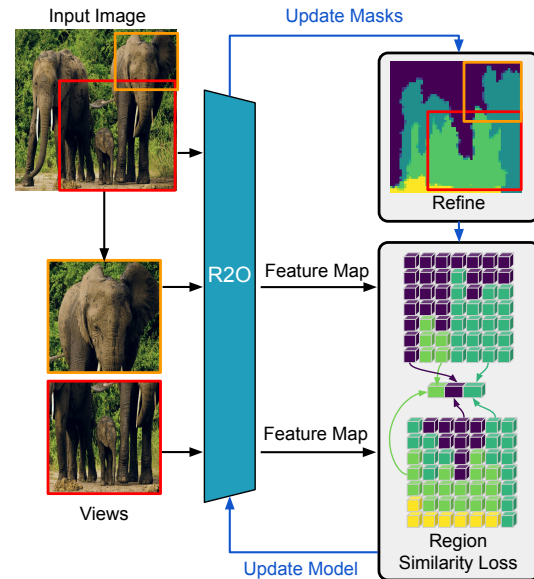 Input Image
Update Masks
Refine
R2O
Feature Map
Feature Map
Views
Region
Similarity Loss
Update Model